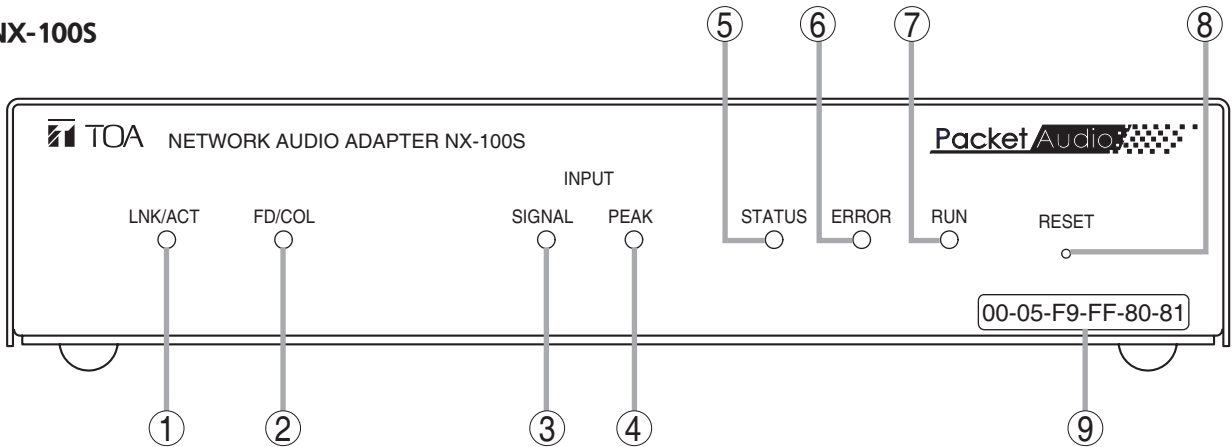 NX-100S
⑤ ⑥ ⑦ ⑧
TOA NETWORK AUDIO ADAPTER NX-100S
Packet Audio
INPUT
LNK/ACT FD/COL SIGNAL PEAK STATUS ERROR RUN RESET
00-05-F9-FF-80-81
① ② ③ ④ ⑨